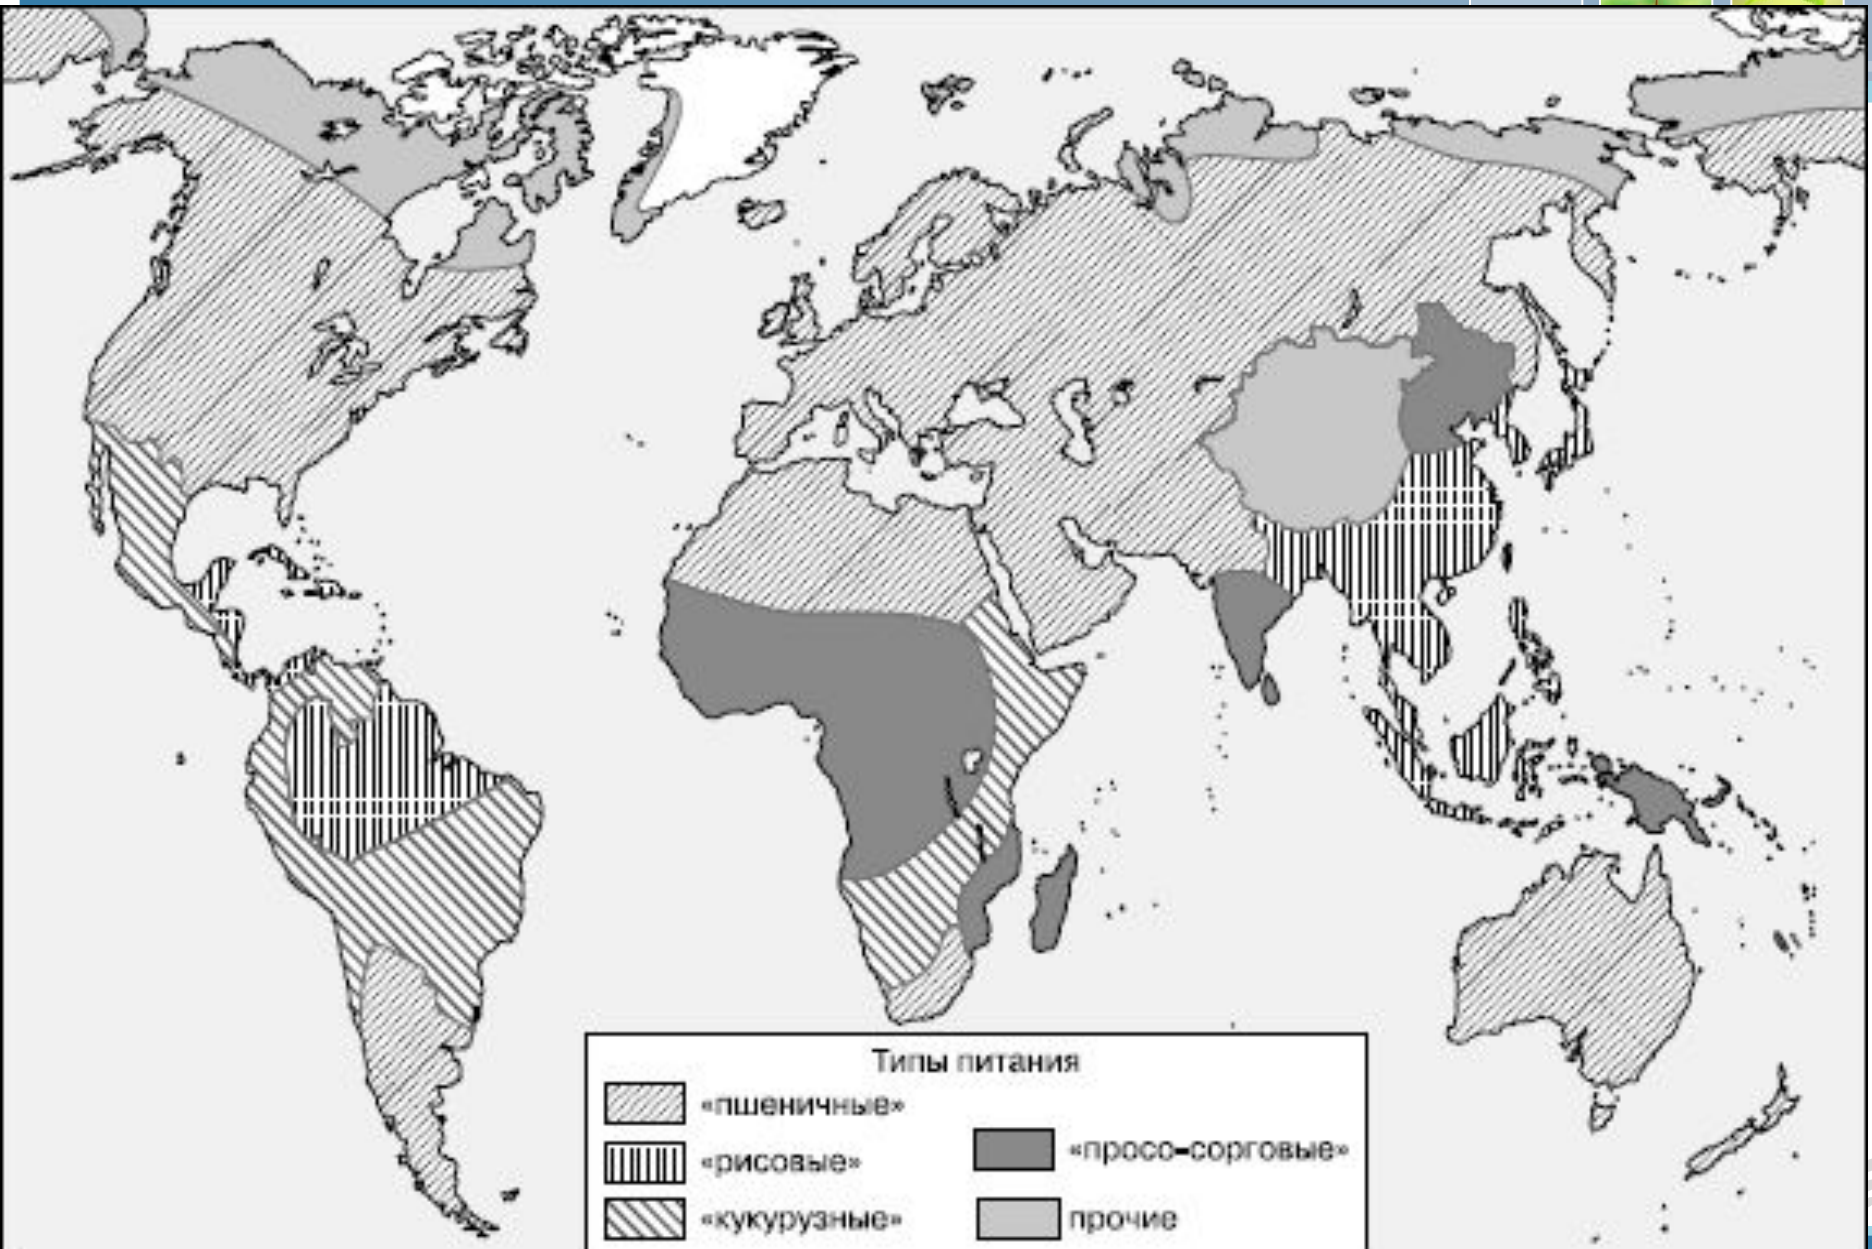 Типы питания
«пшеничные»
«рисовые»
«кукурузные»
«просо-сорговые»
прочие